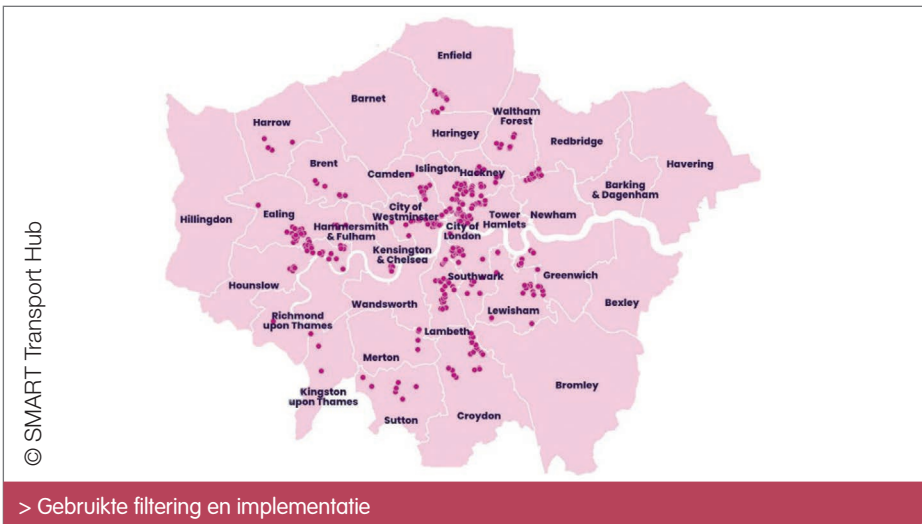 Enfield
Barnet
Harrow
Waltham
Forest
Haringey
Redbridge
Havering
Brent
Camden
Islington
Hackney
Barking
& Dagenham
Hillingdon
Ealing
City of
Westminster
Tower
Hamlets
Newham
Hammersmith
& Fulham
City of
London
Kensington
& Chelsea
Southwark
Greenwich
Hounslow
Wandsworth
Lewisham
Bexley
Richmond
upon Thames
Lambeth
Merton
Kingston
upon Thames
Sutton
Croydon
Bromley
© SMART Transport Hub
> Gebruikte filtering en implementatie